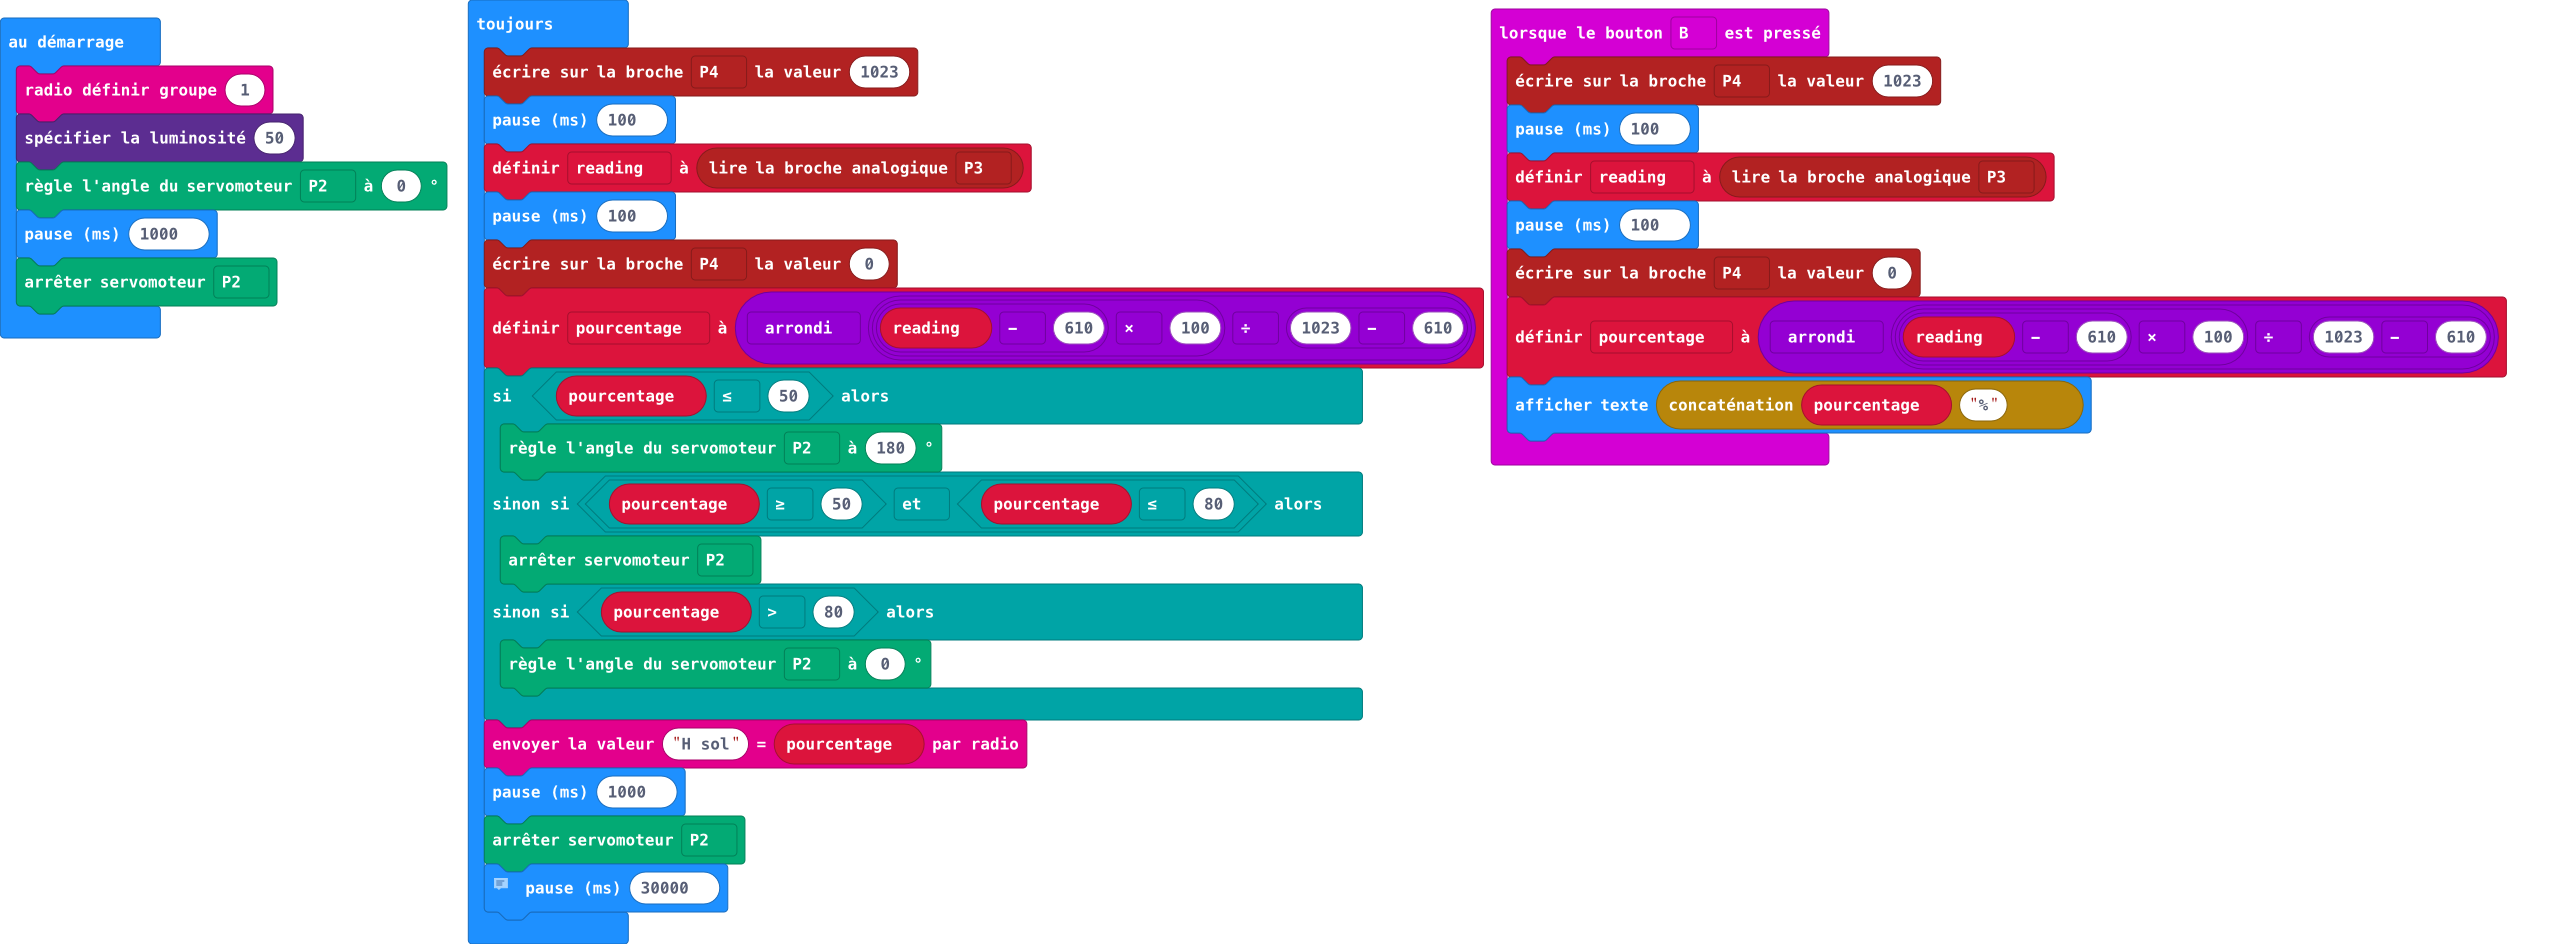 au démarrage
radio définir groupe 1
spécifier la luminosité 50
règle l'angle du servomoteur P2 à 0 °
pause (ms) 1000
arrêter servomoteur P2
toujours
écrire sur la broche P4 la valeur 1023
pause (ms) 100
définir reading à lire la broche analogique P3
pause (ms) 100
écrire sur la broche P4 la valeur 0
définir pourcentage à arrondi reading - 610 × 100 ÷ 1023 - 610
si pourcentage ≤ 50 alors
règle l'angle du servomoteur P2 à 180 °
sinon si pourcentage ≥ 50 et pourcentage ≤ 80 alors
arrêter servomoteur P2
sinon si pourcentage > 80 alors
règle l'angle du servomoteur P2 à 0 °
envoyer la valeur "H sol" = pourcentage par radio
pause (ms) 1000
arrêter servomoteur P2
pause (ms) 30000
lorsque le bouton B est pressé
écrire sur la broche P4 la valeur 1023
pause (ms) 100
définir reading à lire la broche analogique P3
pause (ms) 100
écrire sur la broche P4 la valeur 0
définir pourcentage à arrondi reading - 610 × 100 ÷ 1023 - 610
afficher texte concaténation pourcentage "%"